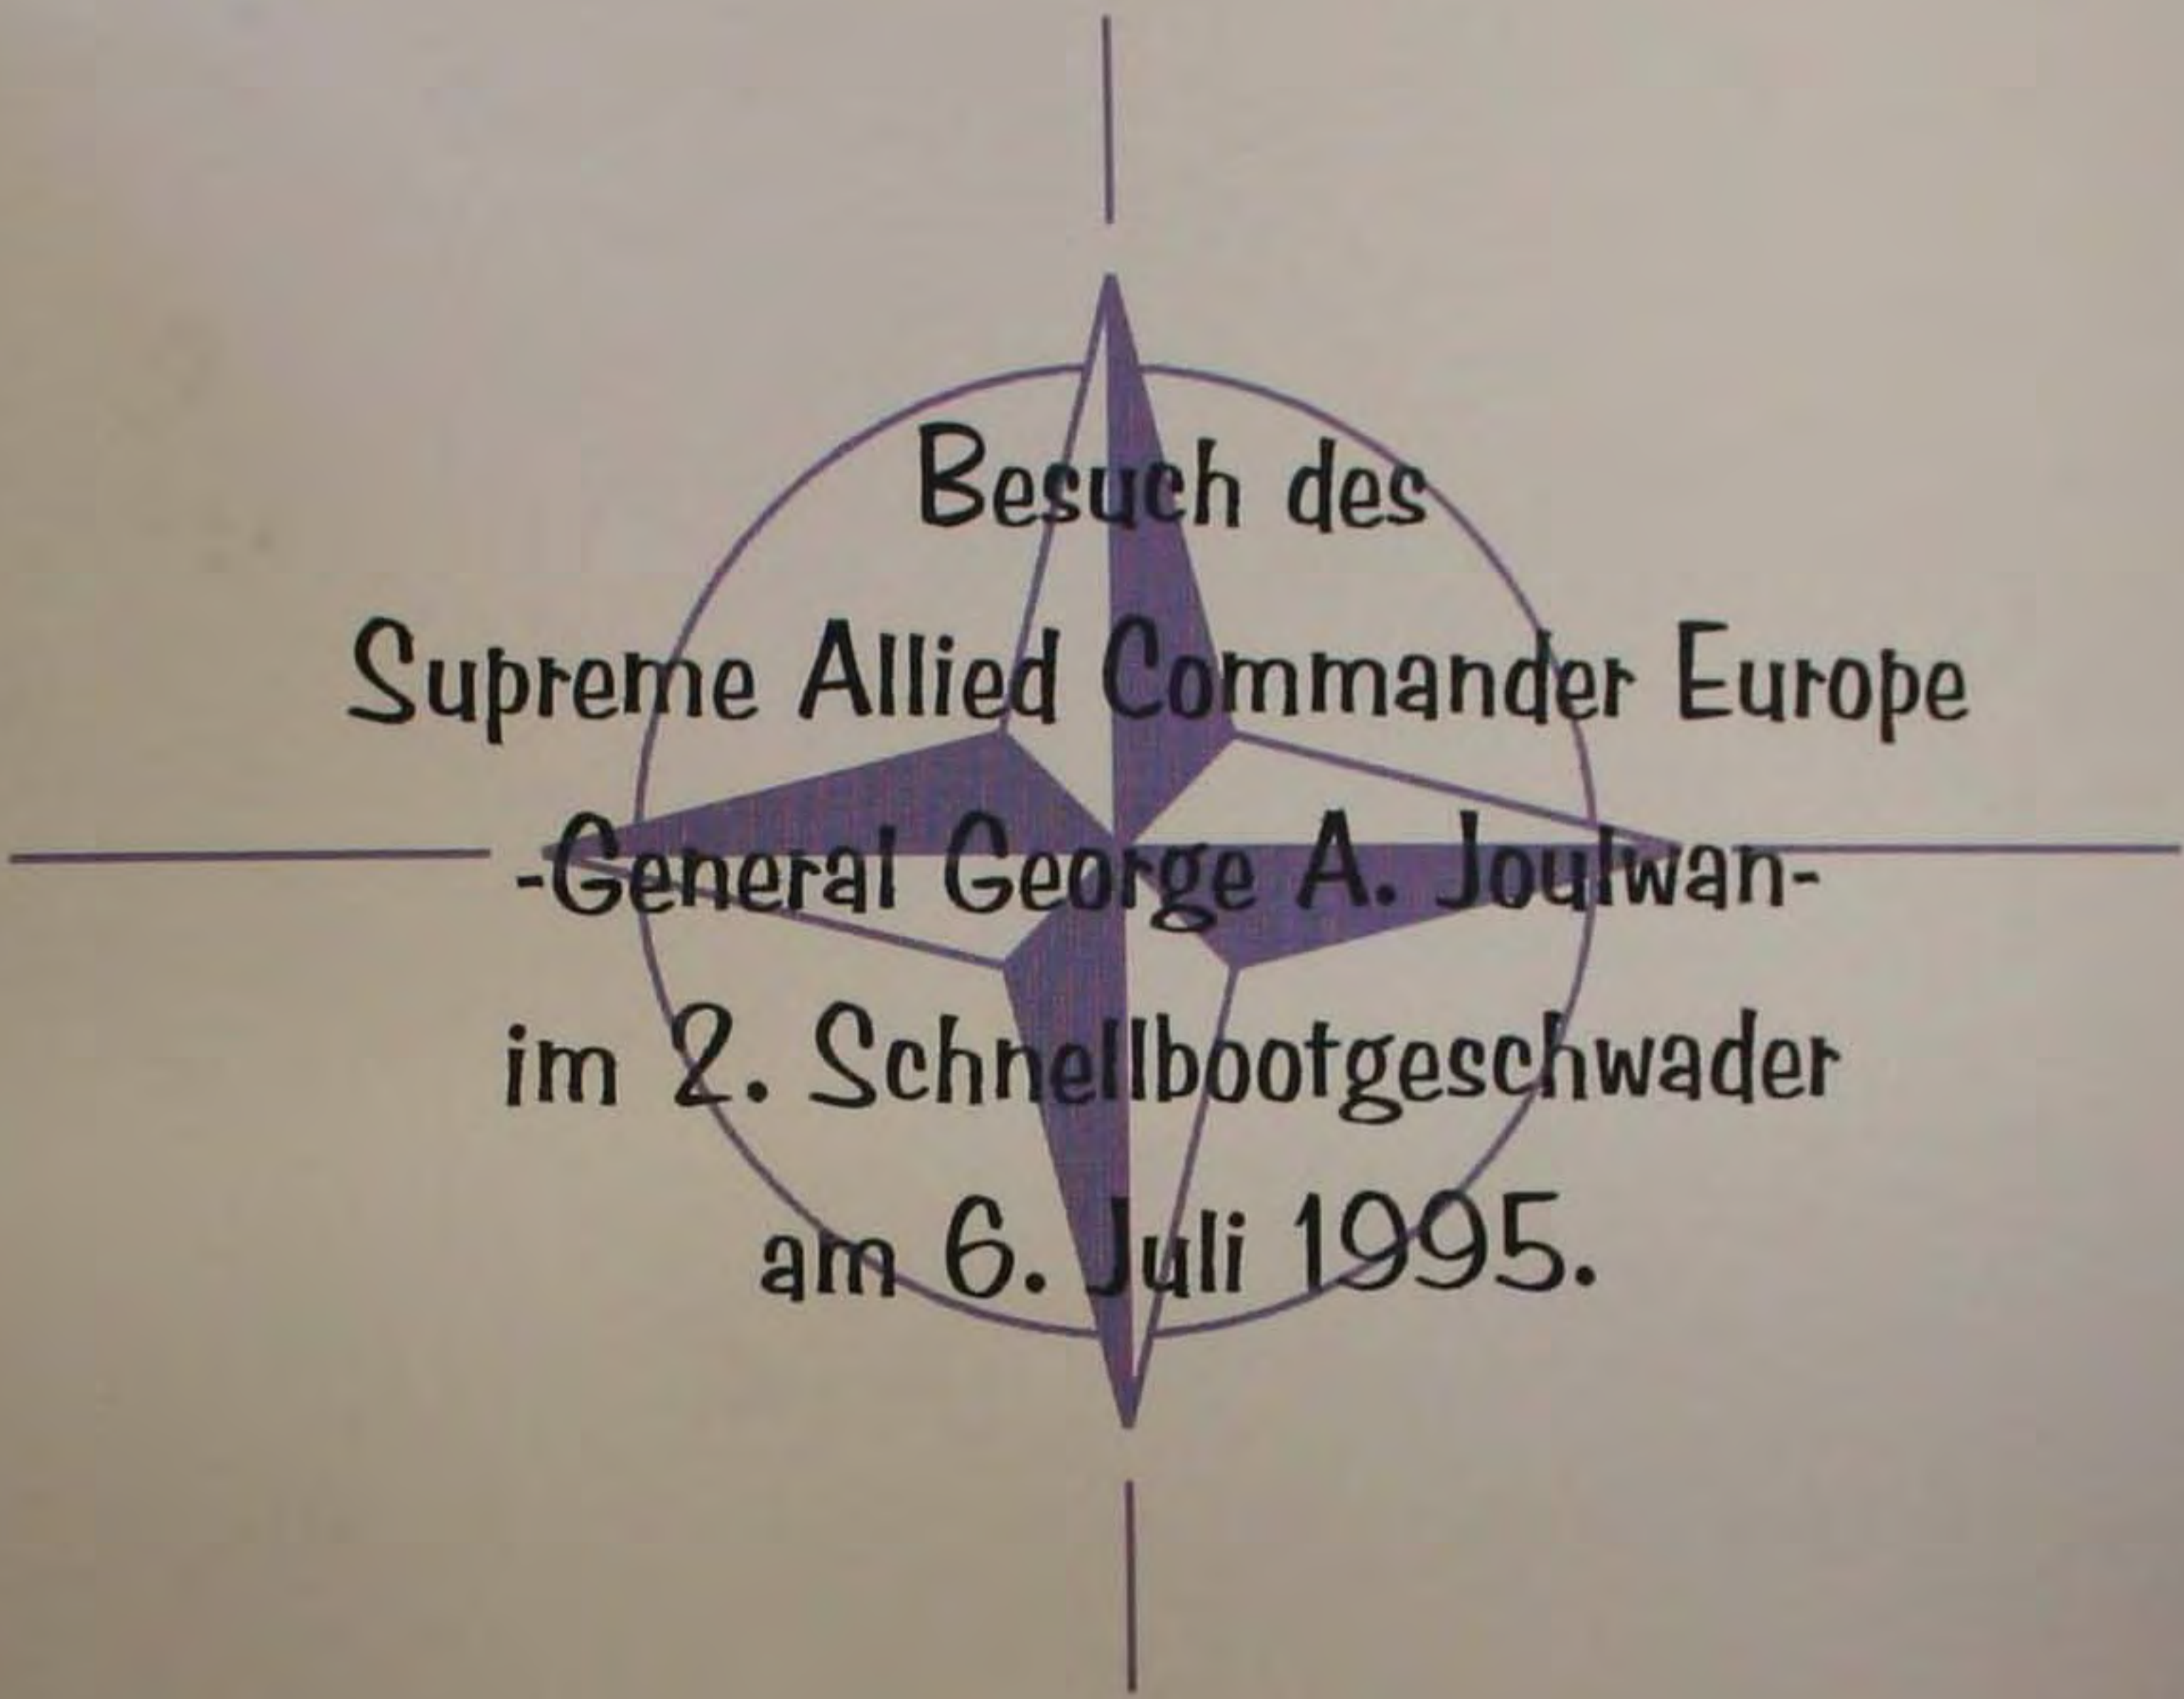 Besuch des
Supreme Allied Commander Europe
-General George A. Joulwan-
im 2. Schnellbootgeschwader
am 6. Juli 1995.